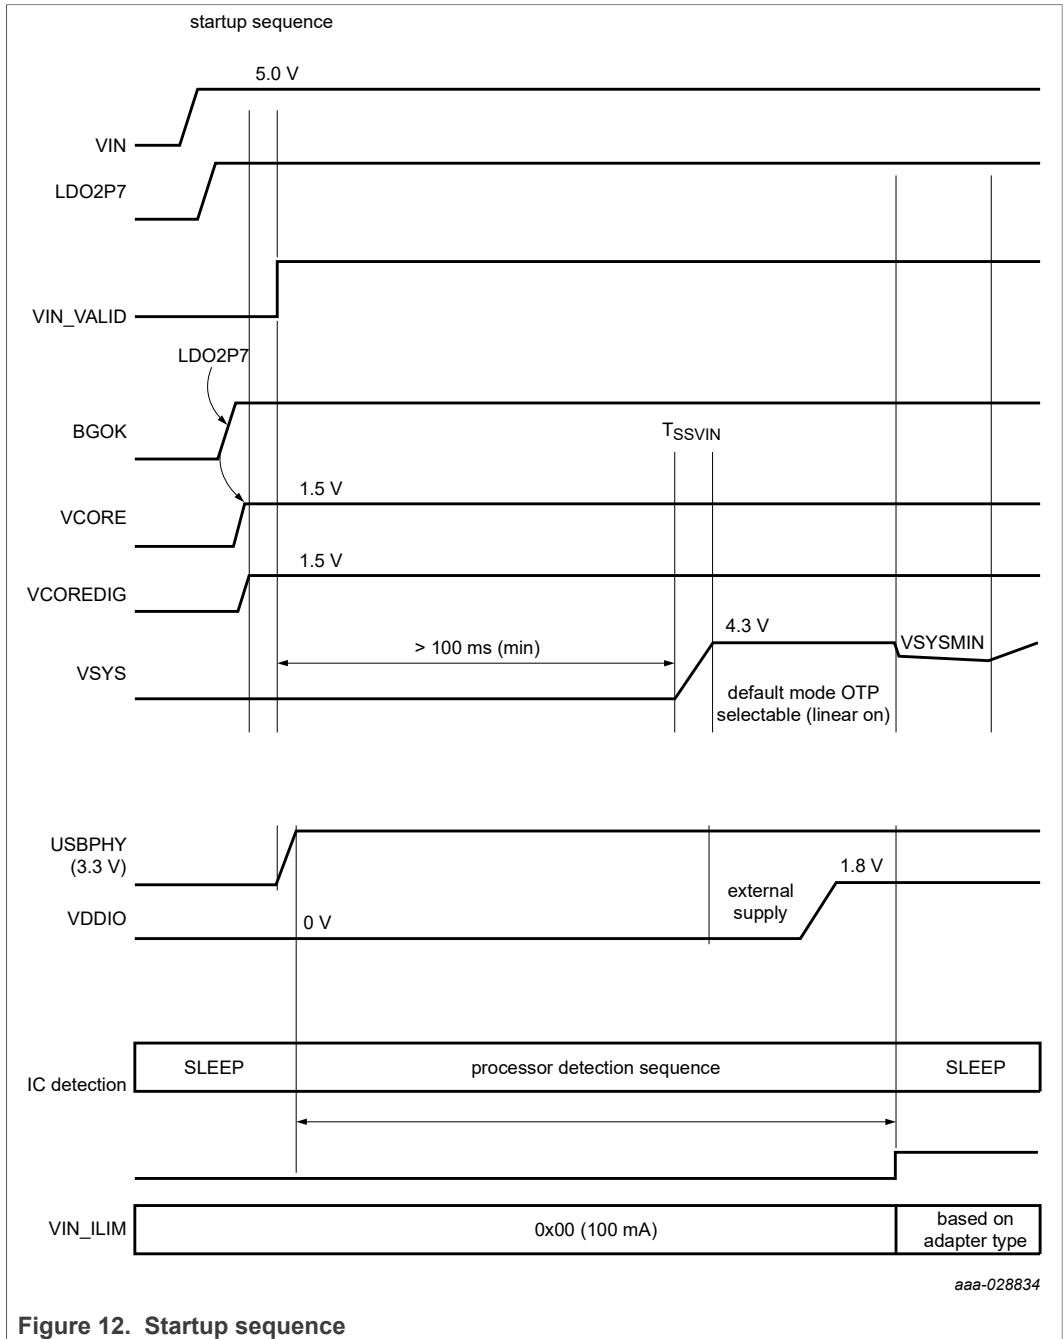 startup sequence
5.0 V
VIN
LDO2P7
VIN_VALID
LDO2P7
BGOK
TSSVIN
1.5 V
VCORE
1.5 V
VCOREDIG
4.3 V
> 100 ms (min)
VSYSMIN
VSYS
default mode OTP
selectable (linear on)
USBPHY
(3.3 V)
1.8 V
external
supply
VDDIO
0 V
SLEEP
processor detection sequence
SLEEP
IC detection
VIN_ILIM
0x00 (100 mA)
based on
adapter type
aaa-028834
Figure 12. Startup sequence